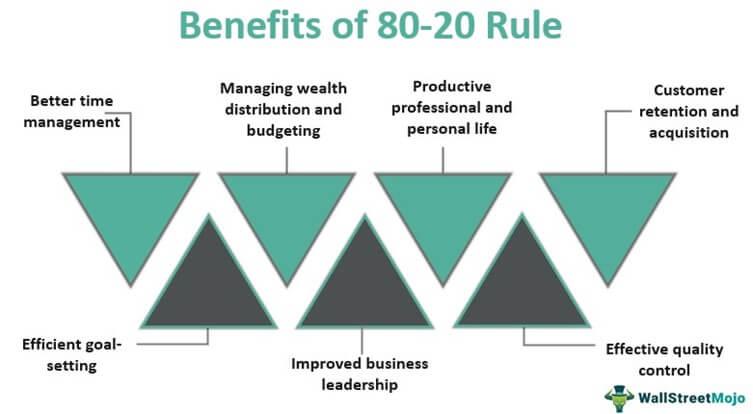 Benefits of 80-20 Rule
Better time
management
Managing wealth
distribution and
budgeting
Productive
professional and
personal life
Customer
retention and
acquisition
Efficient goal-
setting
Improved business
leadership
Effective quality
control
WallStreetMojo